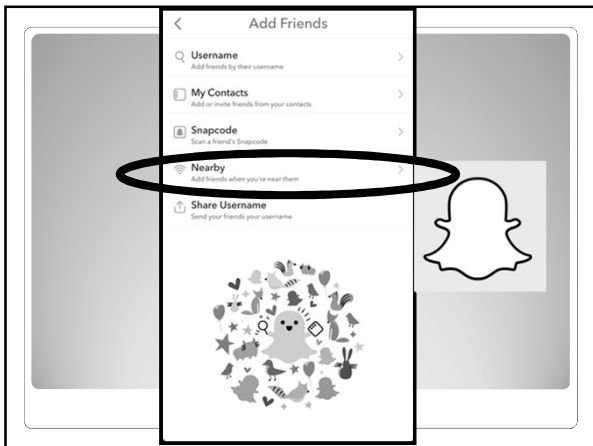 Add Friends
Username
Add friends by their username
My Contacts
Add or invite friends from your contacts
Snapcode
Scan a friend's Snapcode
Nearby
Add friends when you're near them
Share Username
Send your friends your username